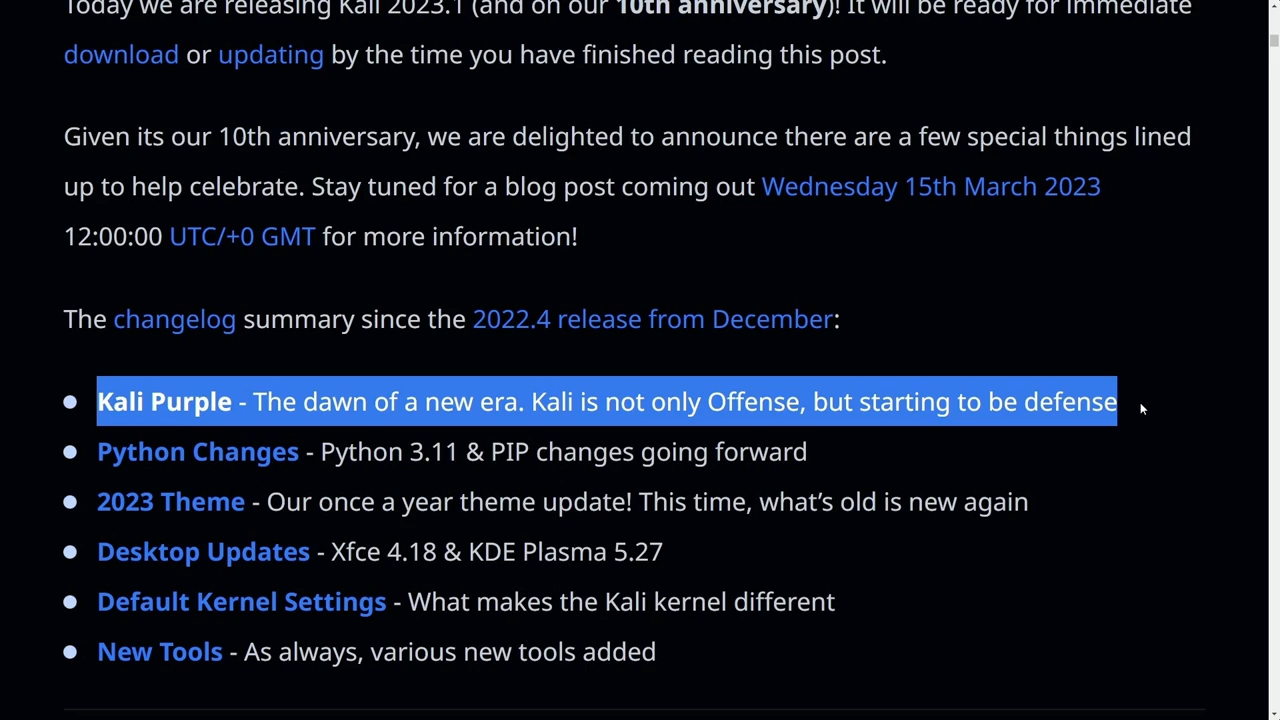 Today we are releasing Kali 2023.1 (and on our 10th anniversary)! It will be ready for immediate
download or updating by the time you have finished reading this post.
Given its our 10th anniversary, we are delighted to announce there are a few special things lined
up to help celebrate. Stay tuned for a blog post coming out Wednesday 15th March 2023
12:00:00 UTC/+0 GMT for more information!
The changelog summary since the 2022.4 release from December:
Kali Purple - The dawn of a new era. Kali is not only Offense, but starting to be defense
Python Changes - Python 3.11 & PIP changes going forward
2023 Theme - Our once a year theme update! This time, what’s old is new again
Desktop Updates - Xfce 4.18 & KDE Plasma 5.27
Default Kernel Settings - What makes the Kali kernel different
New Tools - As always, various new tools added